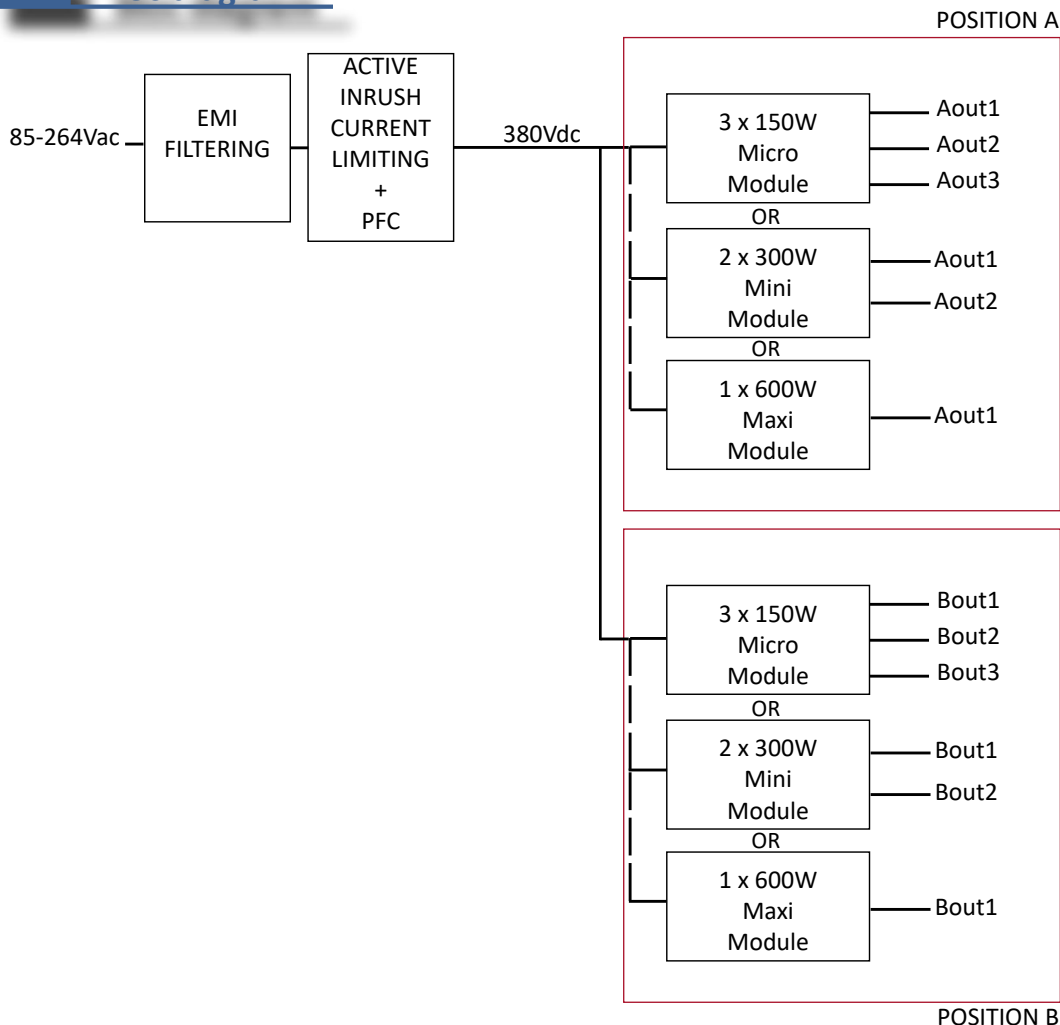 POSITION A
85-264Vac
EMI
FILTERING
ACTIVE
INRUSH
CURRENT
LIMITING
+
PFC
380Vdc
3 x 150W
Micro
Module
Aout1
Aout2
Aout3
OR
2 x 300W
Mini
Module
Aout1
Aout2
OR
1 x 600W
Maxi
Module
Aout1
3 x 150W
Micro
Module
Bout1
Bout2
Bout3
OR
2 x 300W
Mini
Module
Bout1
Bout2
OR
1 x 600W
Maxi
Module
Bout1
POSITION B